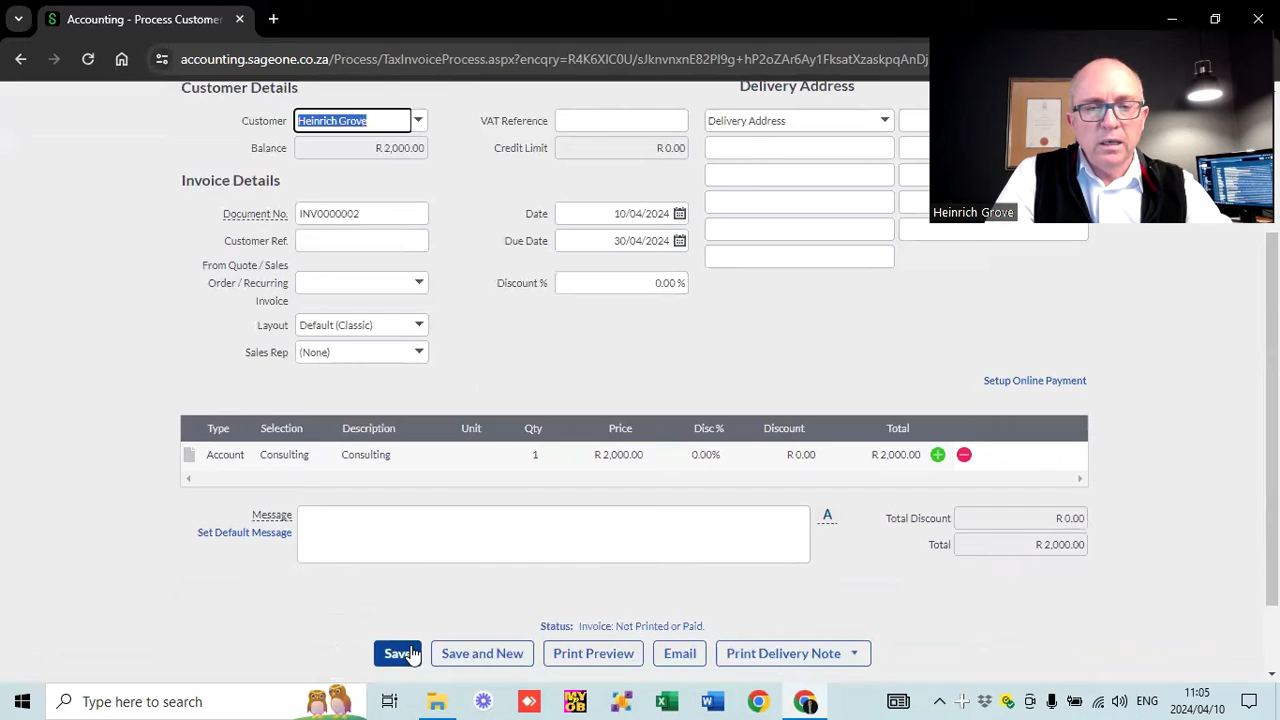 Accounting - Process Customer
accounting.sageone.co.za/Process/TaxInvoiceProcess.aspx?encqry=R4K6XIC0U/sJknvnxnE82PI9g+hP2oZAr6Ay1FksatXzaskpqAnDj
Customer Details
Delivery Address
Customer Heinrich Grove VAT Reference Delivery Address
Balance R 2,000.00 Credit Limit R 0.00
Heinrich Grove
Invoice Details
Document No. INV0000002 Date 10/04/2024
Customer Ref. Due Date 30/04/2024
From Quote / Sales
Order / Recurring Discount % 0.00 %
Invoice
Layout Default (Classic)
Sales Rep (None)
Setup Online Payment
Type Selection Description Unit Qty Price Disc % Discount Total
Account Consulting Consulting 1 R 2,000.00 0.00% R 0.00 R 2,000.00
Message A Total Discount R 0.00
Set Default Message
Total R 2,000.00
Status: Invoice: Not Printed or Paid.
Save Save and New Print Preview Email Print Delivery Note
Type here to search
ENG
11:05
2024/04/10